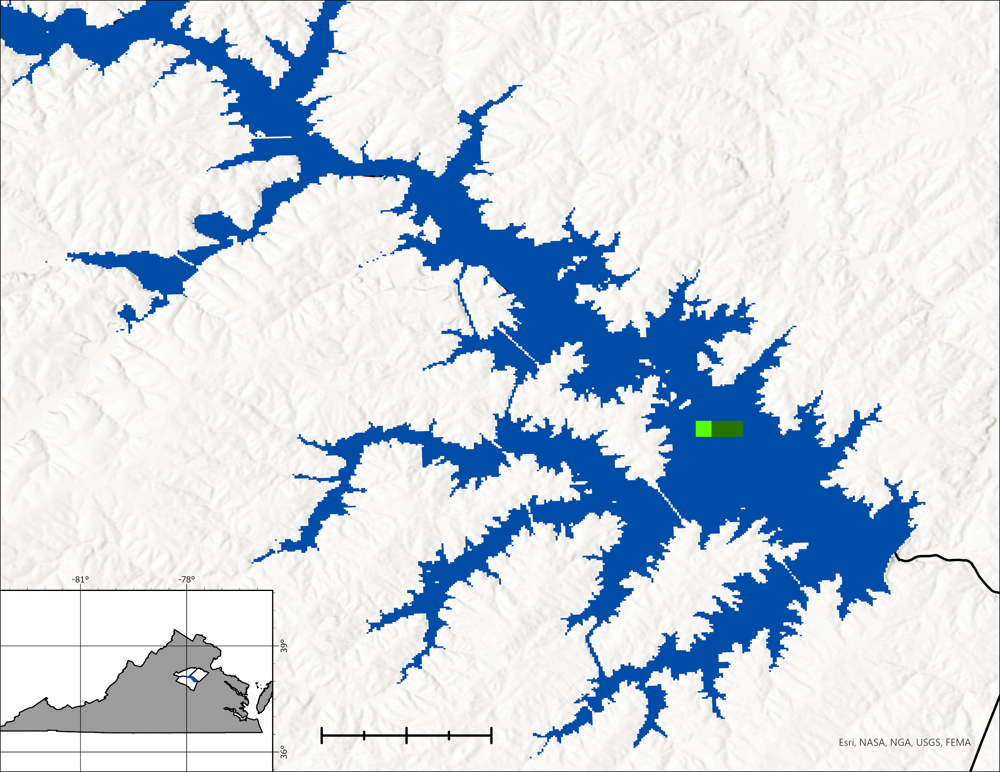 -81° -78°
39°
36°
Esri, NASA, NGA, USGS, FEMA